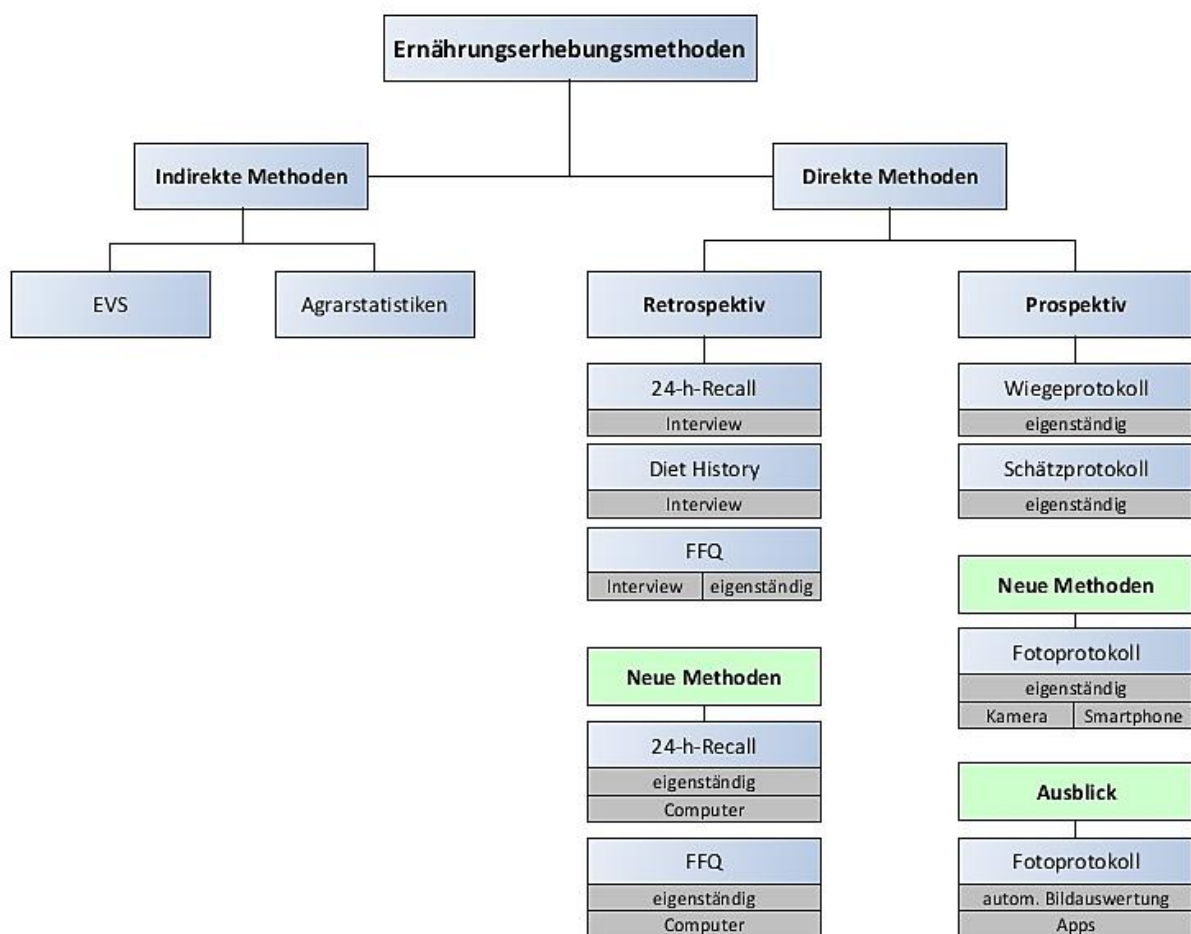 Ernährungserhebungsmethoden
Indirekte Methoden
Direkte Methoden
EVS
Agrarstatistiken
Retrospektiv
24-h-Recall
Interview
Diet History
Interview
FFQ
Interview
eigenständig
Neue Methoden
24-h-Recall
eigenständig
Computer
FFQ
eigenständig
Computer
Prospektiv
Wiegeprotokoll
eigenständig
Schätzprotokoll
eigenständig
Neue Methoden
Fotoprotokoll
eigenständig
Kamera
Smartphone
Ausblick
Fotoprotokoll
autom. Bildauswertung
Apps